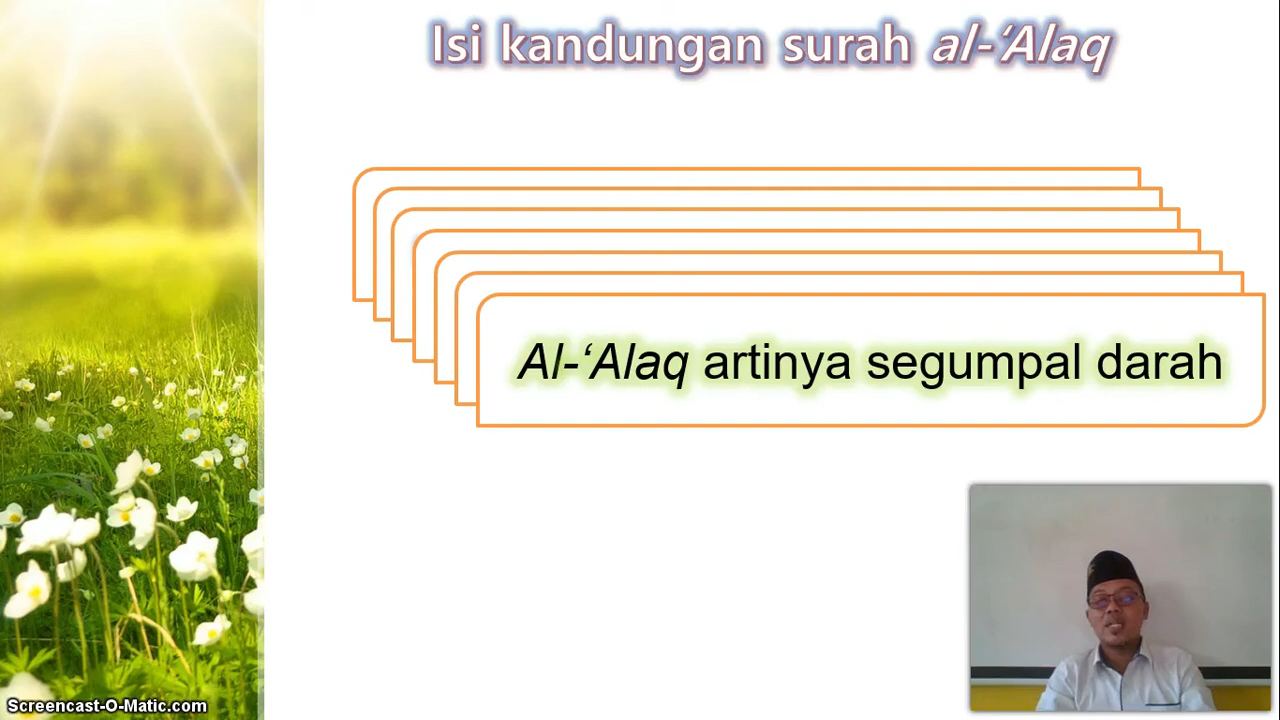 Isi kandungan surah al-‘Alaq
Al-‘Alaq artinya segumpal darah
Screencast-O-Matic.com